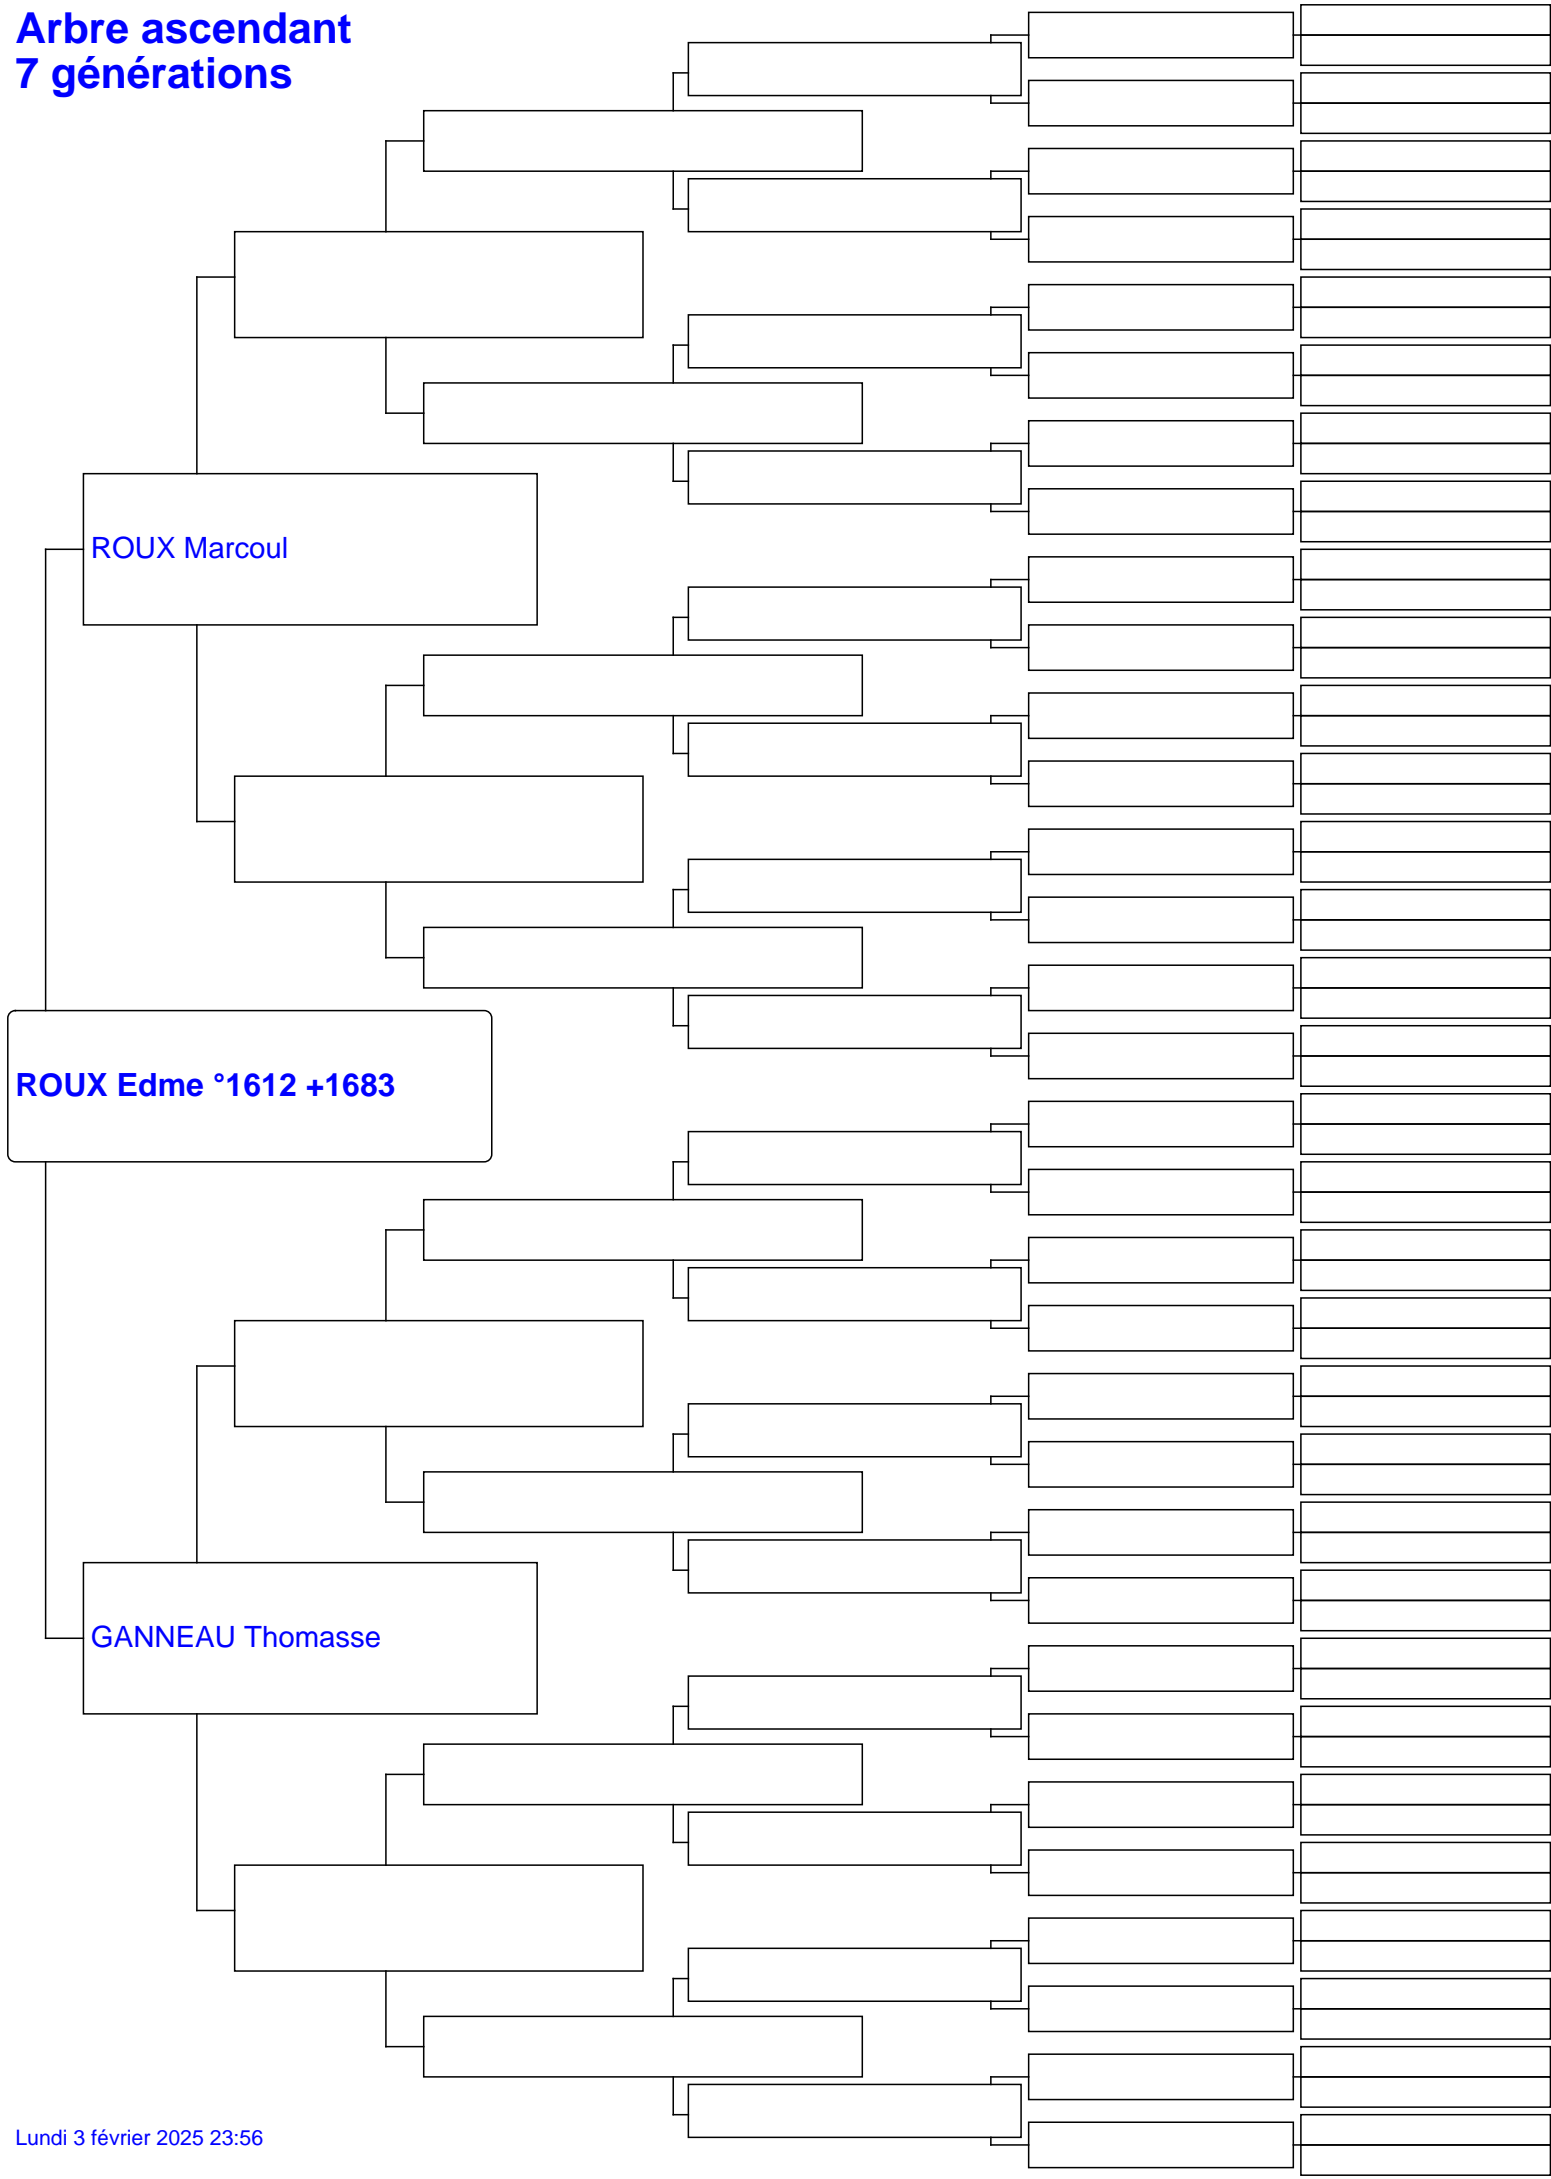 Arbre ascendant
7 générations
ROUX Marcoul
ROUX Edme °1612 +1683
GANNEAU Thomasse
Lundi 3 février 2025 23:56